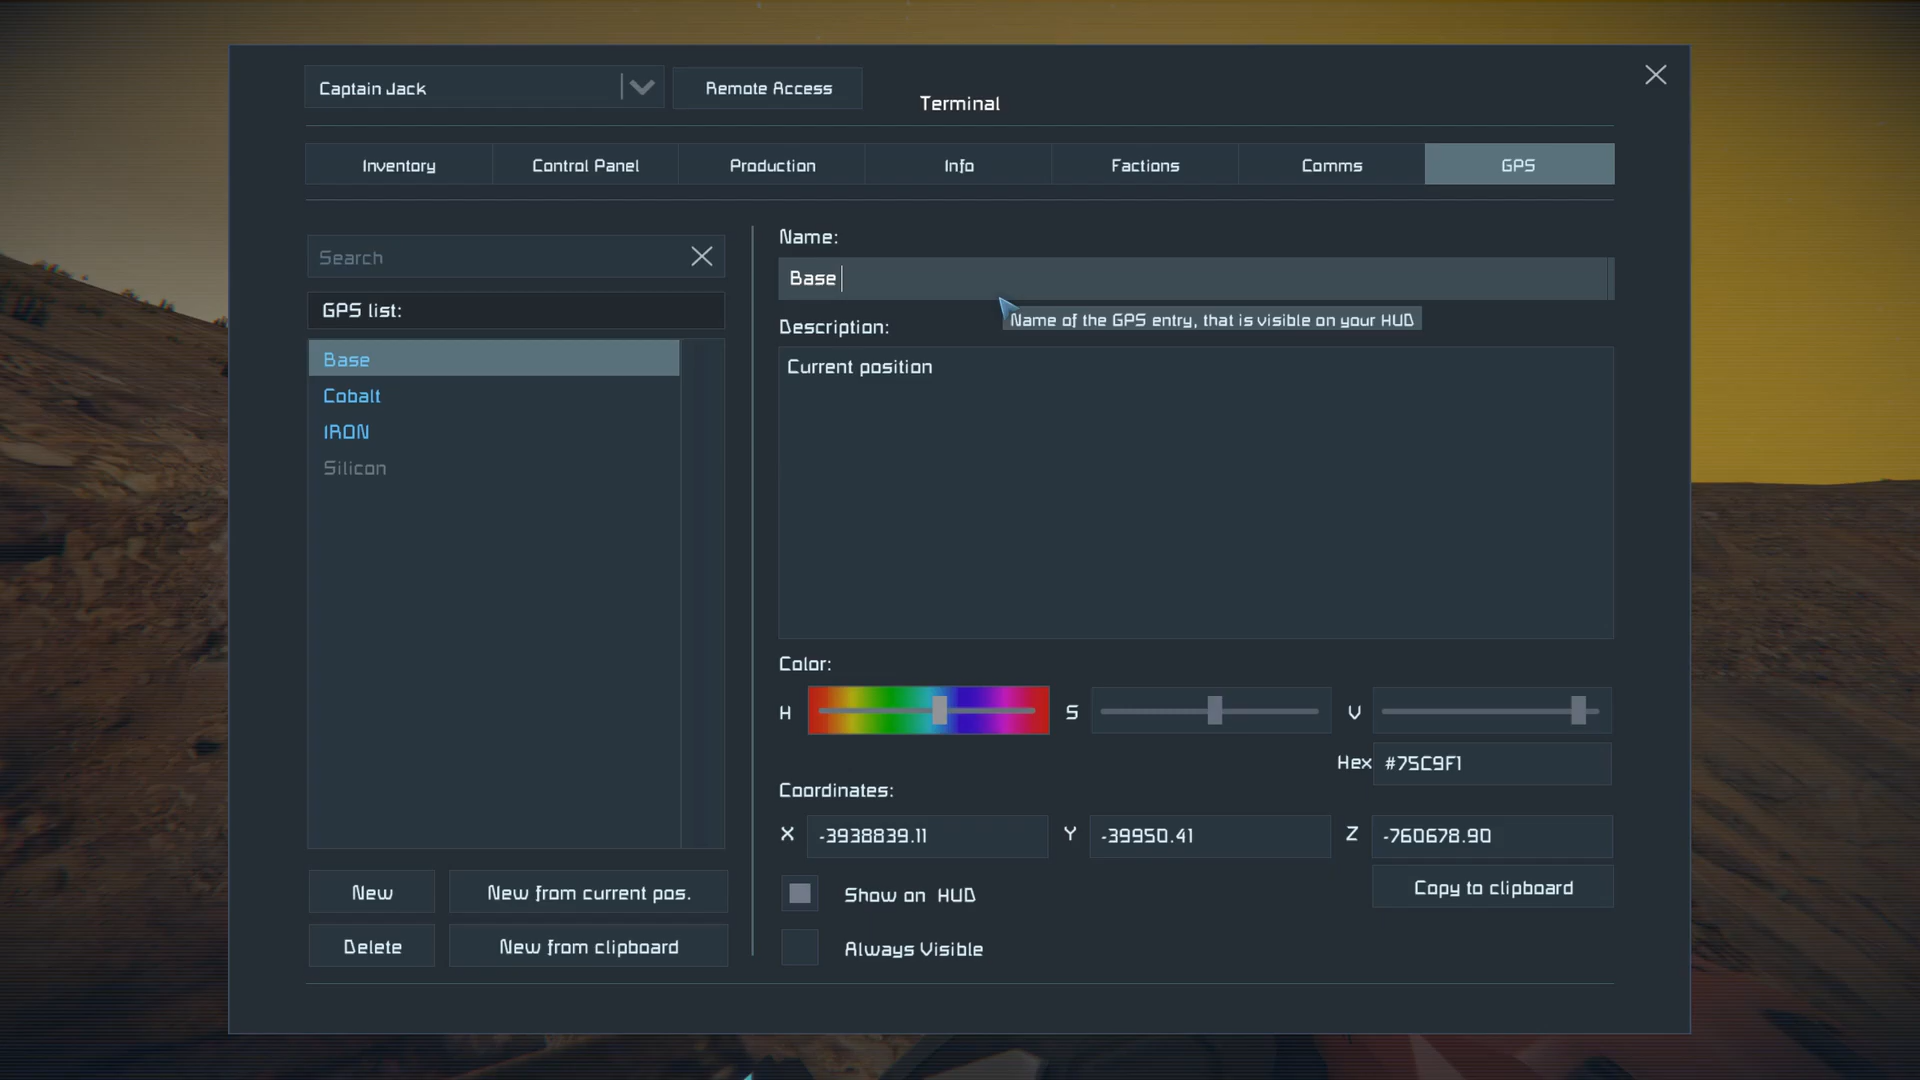 Captain Jack
Remote Access
Terminal
Inventory
Control Panel
Production
Info
Factions
Comms
GPS
Search
GPS list:
Base
Cobalt
IRON
Silicon
New
New from current pos.
Delete
New from clipboard
Name:
Base
Name of the GPS entry, that is visible on your HUD
Description:
Current position
Color:
H
S
V
Hex #75C9F1
Coordinates:
X -3938839.11
Y -39950.41
Z -760678.90
Show on HUD
Copy to clipboard
Always Visible